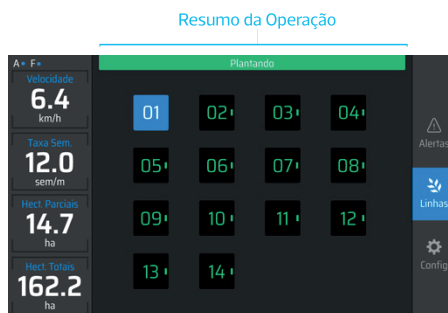 Resumo da Operação
A F
Plantando
Velocidade
6.4
km/h
Taxa Sem.
12.0
sem/m
Hect. Parciais
14.7
ha
Hect. Totais
162.2
ha
01 02 03 04
05 06 07 08
09 10 11 12
13 14
Alertas
Linhas
Config